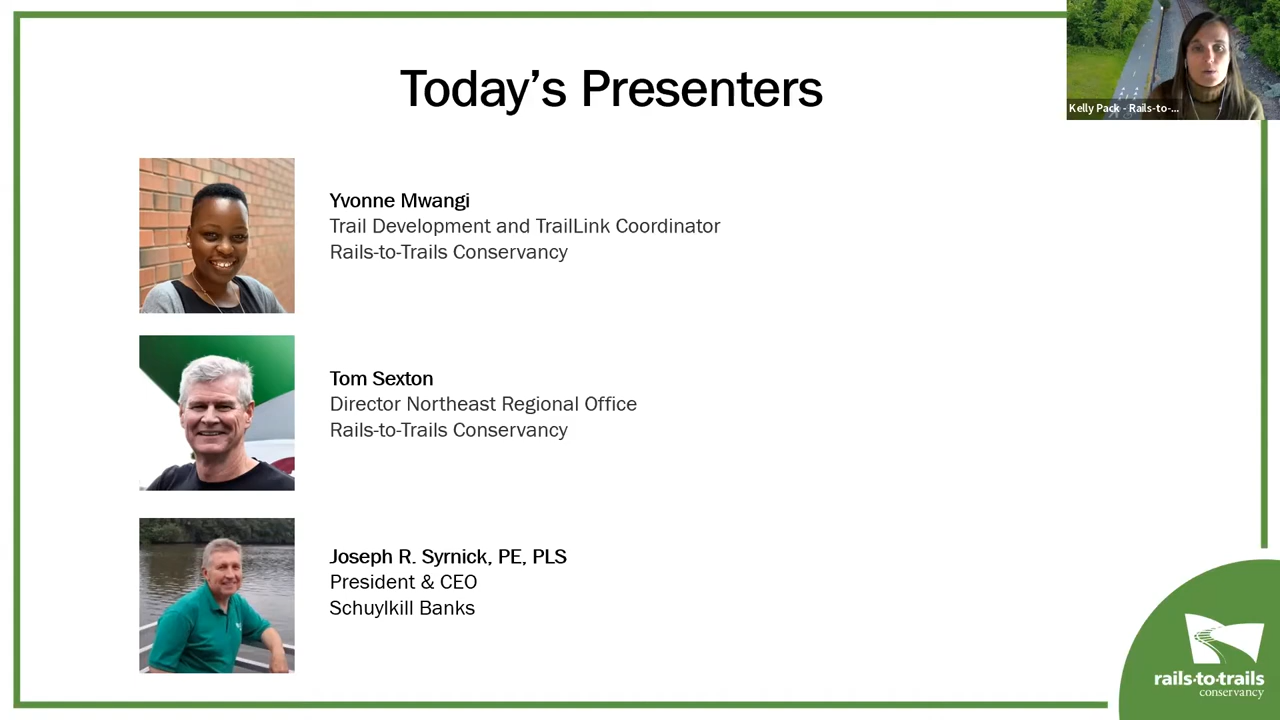 Today's Presenters
Kelly Pack - Rails-to-...
Yvonne Mwangi
Trail Development and TrailLink Coordinator
Rails-to-Trails Conservancy
Tom Sexton
Director Northeast Regional Office
Rails-to-Trails Conservancy
Joseph R. Syrnick, PE, PLS
President & CEO
Schuylkill Banks
rails·to·trails
conservancy